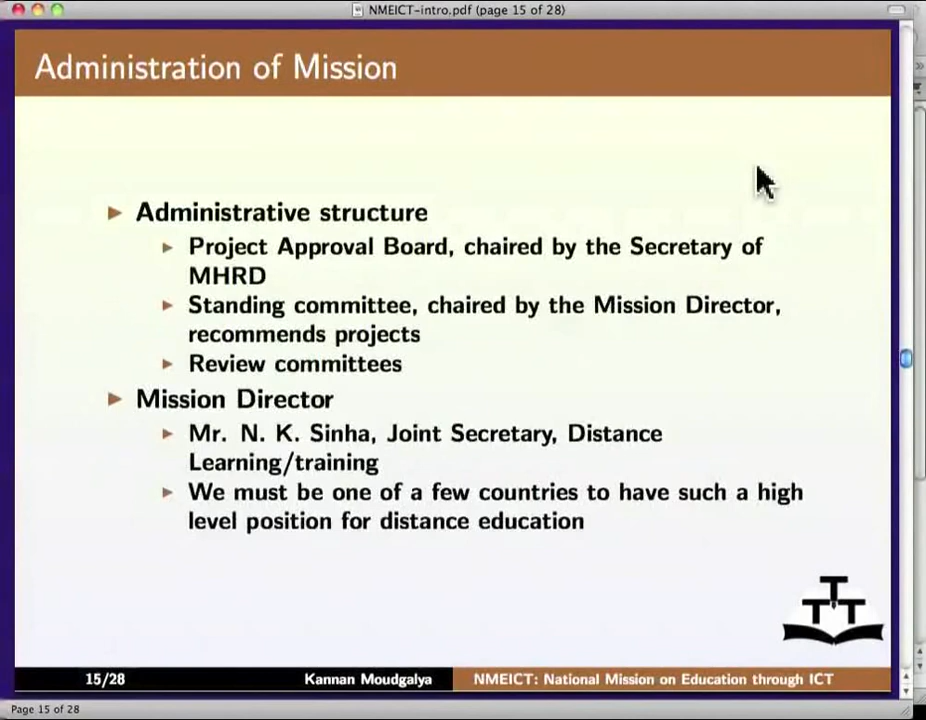 NMEICT-intro.pdf (page 15 of 28)
Administration of Mission
Administrative structure
Project Approval Board, chaired by the Secretary of
MHRD
Standing committee, chaired by the Mission Director,
recommends projects
Review committees
Mission Director
Mr. N. K. Sinha, Joint Secretary, Distance
Learning/training
We must be one of a few countries to have such a high
level position for distance education
T
T T
15/28 Kannan Moudgalya NMEICT: National Mission on Education through ICT
Page 15 of 28